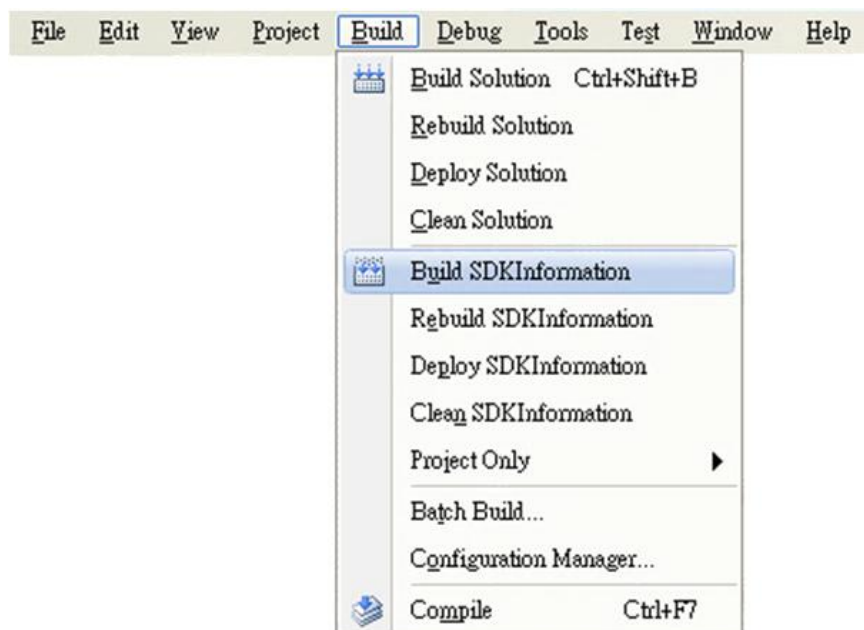 File Edit View Project Build Debug Tools Test Window Help
Build Solution Ctrl+Shift+B
Rebuild Solution
Deploy Solution
Clean Solution
Build SDKInformation
Rebuild SDKInformation
Deploy SDKInformation
Clean SDKInformation
Project Only
Batch Build...
Configuration Manager...
Compile Ctrl+F7